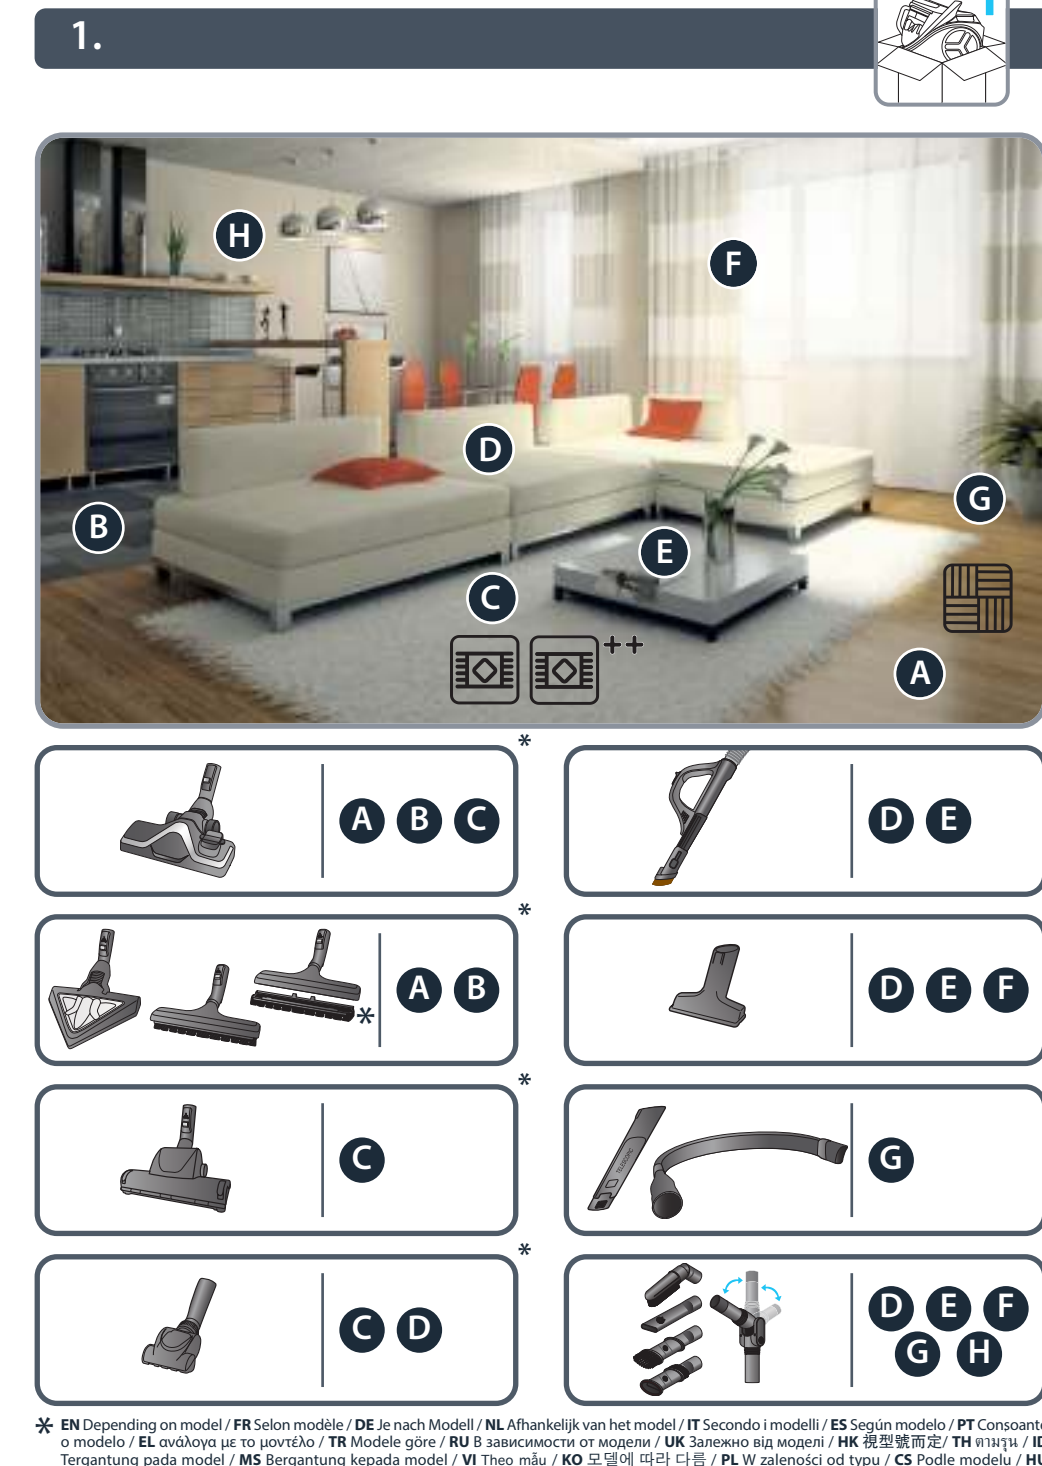 1.
H
F
D
G
B
E
C
++
A
*
A B C
D E
*
A B
*
D E F
*
C
TELESCOPIC
G
*
C D
D E F
G H
* EN Depending on model / FR Selon modèle / DE Je nach Modell / NL Afhankelijk van het model / IT Secondo i modelli / ES Según modelo / PT Consoante
o modelo / EL ανάλογα με το μοντέλο / TR Modele göre / RU В зависимости от модели / UK Залежно від моделі / HK 視型號而定/ TH ตามรุ่น / ID
Tergantung pada model / MS Bergantung kepada model / VI Theo mẫu / KO 모델에 따라 다름 / PL W zaleności od typu / CS Podle modelu / HU